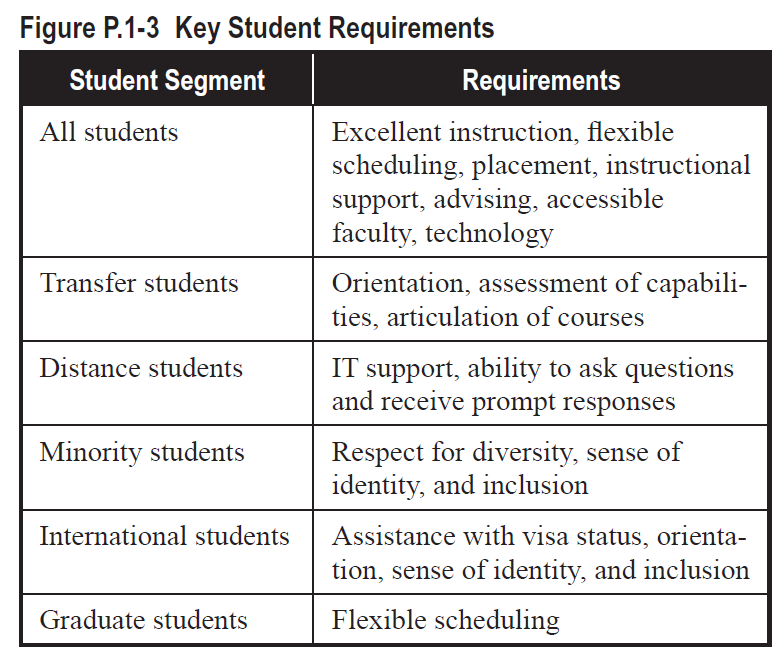 Figure P.1-3 Key Student Requirements
Student Segment Requirements
All students Excellent instruction, flexible
scheduling, placement, instructional
support, advising, accessible
faculty, technology
Transfer students Orientation, assessment of capabili-
ties, articulation of courses
Distance students IT support, ability to ask questions
and receive prompt responses
Minority students Respect for diversity, sense of
identity, and inclusion
International students Assistance with visa status, orienta-
tion, sense of identity, and inclusion
Graduate students Flexible scheduling